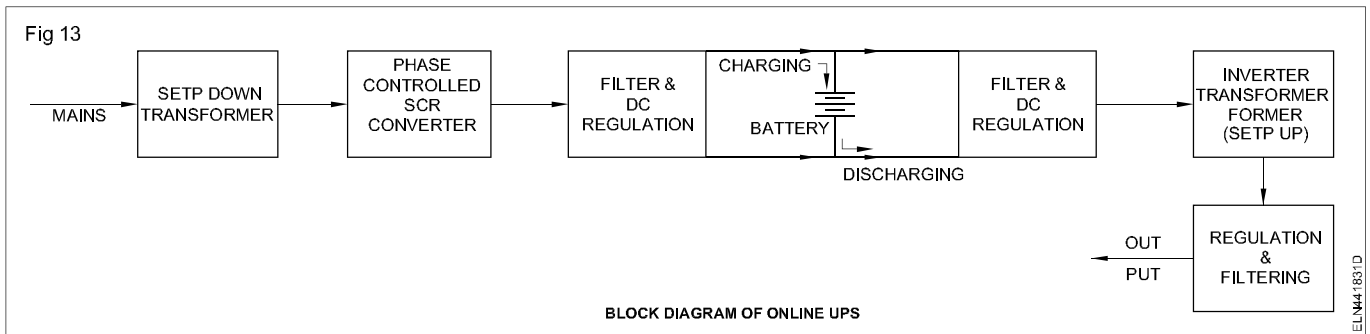 Fig 13
MAINS
SETP DOWN
TRANSFORMER
PHASE
CONTROLLED
SCR
CONVERTER
FILTER &
DC
REGULATION
CHARGING
BATTERY
DISCHARGING
FILTER &
DC
REGULATION
INVERTER
TRANSFORMER
FORMER
(SETP UP)
REGULATION
&
FILTERING
OUT
PUT
BLOCK DIAGRAM OF ONLINE UPS
ELN441831D